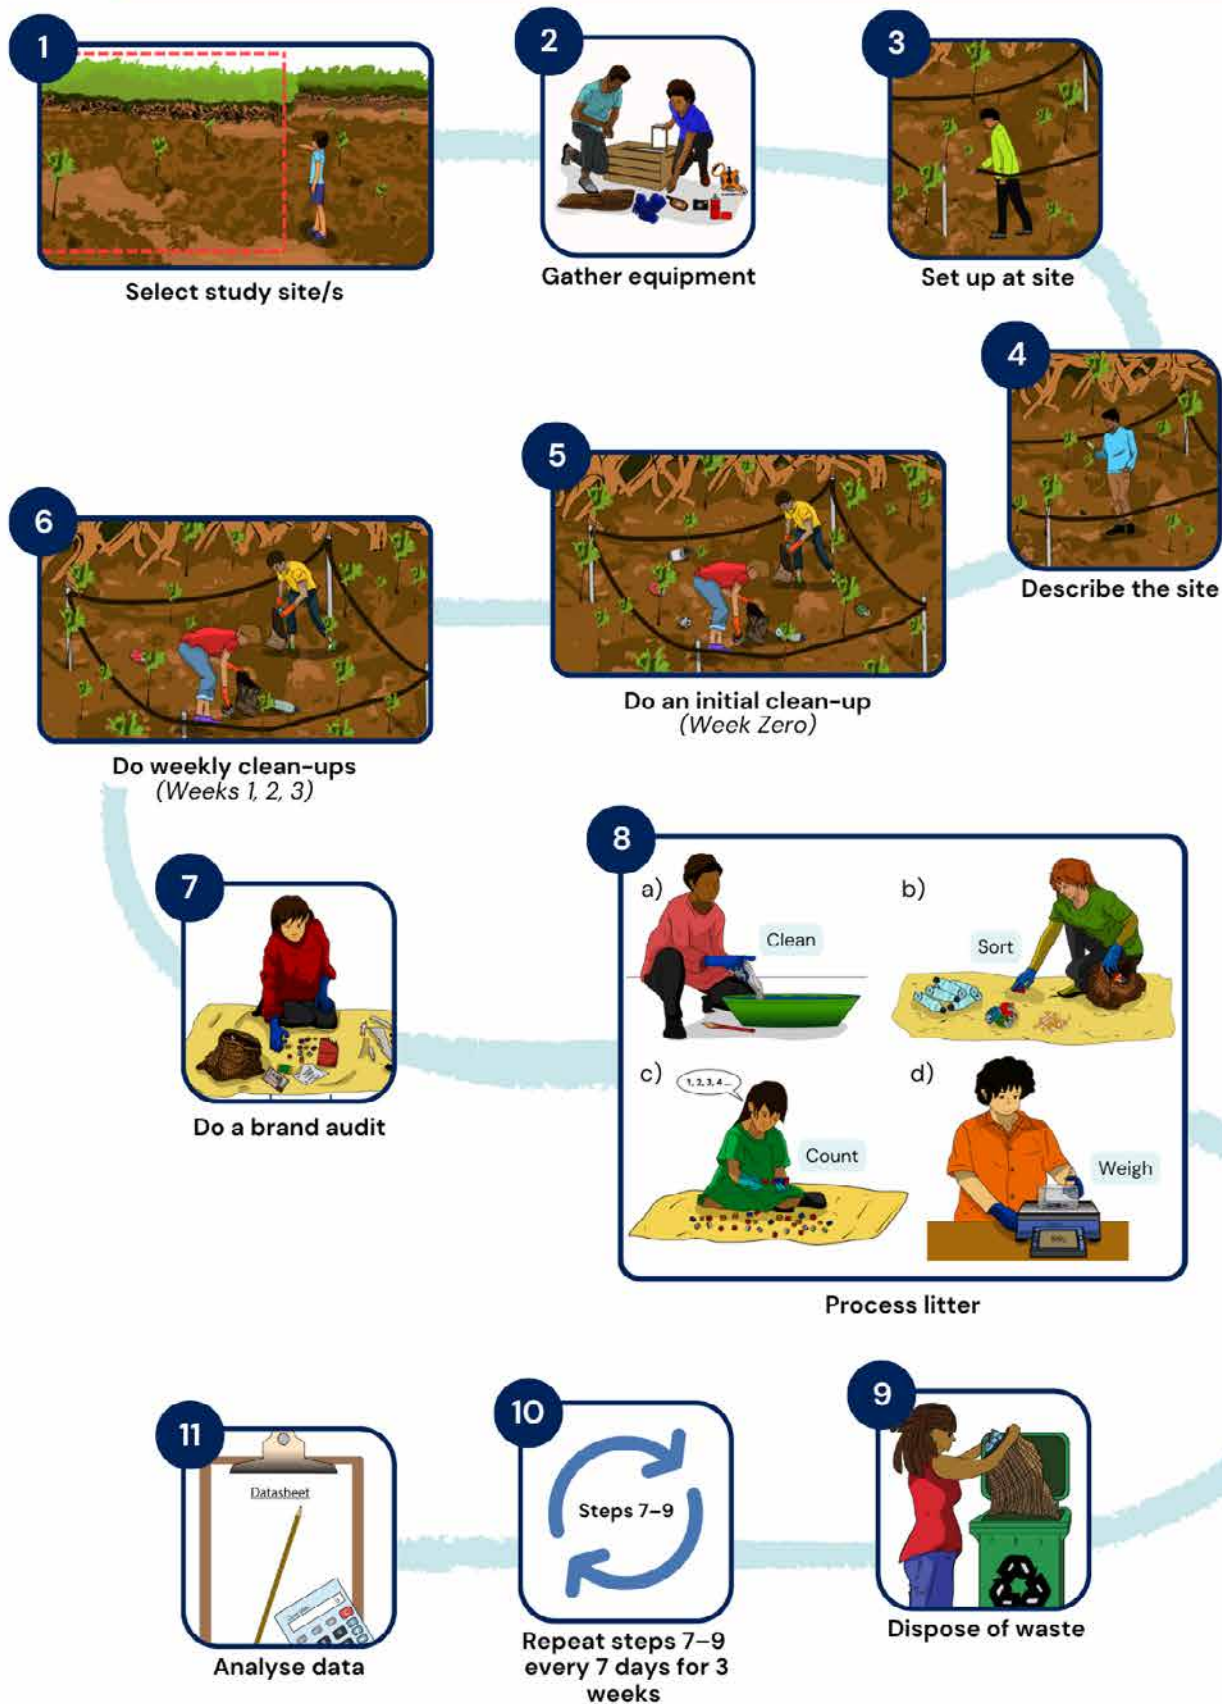 1
Select study site/s
2
Gather equipment
3
Set up at site
4
Describe the site
5
Do an initial clean-up
(Week Zero)
6
Do weekly clean-ups
(Weeks 1, 2, 3)
7
Do a brand audit
8
a)
Clean
b)
Sort
c)
1, 2, 3, 4 ...
Count
d)
Weigh
Process litter
9
Dispose of waste
10
Steps 7–9
Repeat steps 7–9
every 7 days for 3
weeks
11
Datasheet
Analyse data